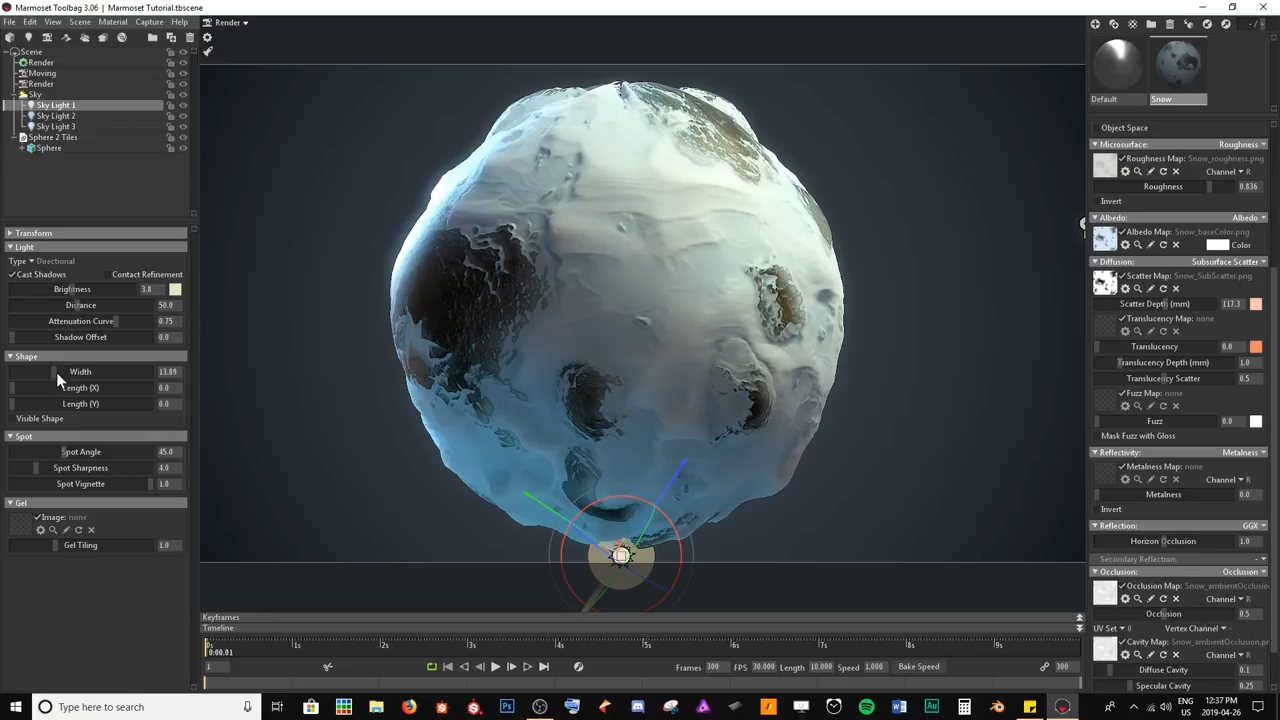 Marmoset Toolbag 3.06 | Marmoset Tutorial.tbscene
File Edit View Scene Material Capture Help
Render
- / -
Scene
Render
Moving
Render
Sky
Sky Light 1
Sky Light 2
Sky Light 3
Sphere 2 Tiles
Sphere
Transform
Light
Type Directional
Cast Shadows Contact Refinement
Brightness 3.8
Distance 50.0
Attenuation Curve 0.75
Shadow Offset 0.0
Shape
Width 13.89
Length (X) 0.0
Length (Y) 0.0
Visible Shape
Spot
Spot Angle 45.0
Spot Sharpness 4.0
Spot Vignette 1.0
Gel
Image: none
Gel Tiling 1.0
Default Snow
Object Space
Microsurface: Roughness
Roughness Map: Snow_roughness.png
Channel R
Roughness 0.836
Invert
Albedo: Albedo
Albedo Map: Snow_baseColor.png
Color
Diffusion: Subsurface Scatter
Scatter Map: Snow_SubScatter.png
Scatter Depth (mm) 117.3
Translucency Map: none
Translucency 0.0
Translucency Depth (mm) 1.0
Translucency Scatter 0.5
Fuzz Map: none
Fuzz 0.0
Mask Fuzz with Gloss
Reflectivity: Metalness
Metalness Map: none
Channel R
Metalness 0.0
Invert
Reflection: GGX
Horizon Occlusion 1.0
Secondary Reflection: -
Occlusion: Occlusion
Occlusion Map: Snow_ambientOcclusio
Channel R
Occlusion 0.5
UV Set 0 Vertex Channel -
Cavity Map: Snow_ambientOcclusion.p
Channel R
Diffuse Cavity 0.1
Specular Cavity 0.25
Keyframes
Timeline
0s 1s 2s 3s 4s 5s 6s 7s 8s 9s
0:00.01
1 Frames 300 FPS 30.000 Length 10.000 Speed 1.000 Bake Speed 300
Type here to search
ENG 12:37 PM
US 2019-04-26